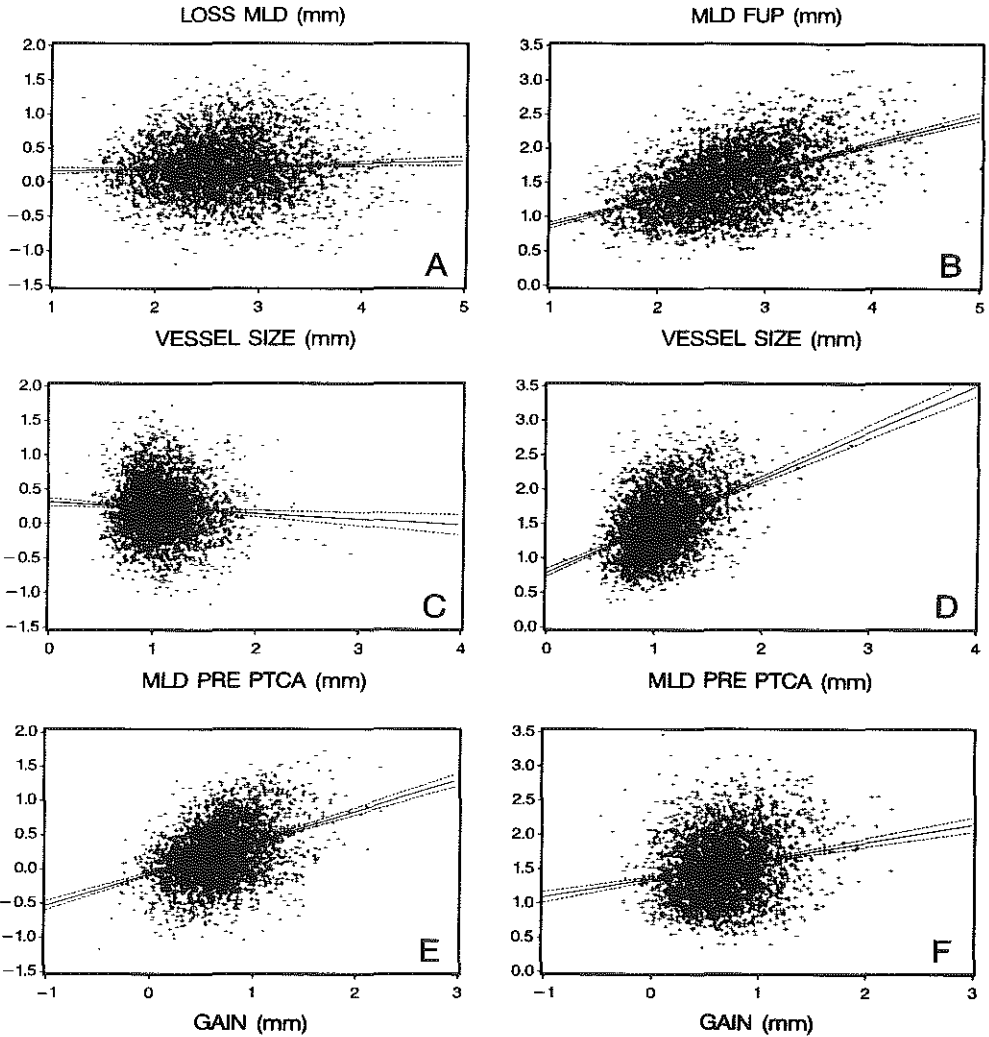 LOSS MLD (mm) MLD FUP (mm)
2.0 3.5
1.5 3.0
1.0 2.5
0.5 2.0
0.0 1.5
−0.5 1.0
−1.0 A 0.5 B
−1.5 0.0
1 2 3 4 5 1 2 3 4 5
VESSEL SIZE (mm) VESSEL SIZE (mm)
2.0 3.5
1.5 3.0
1.0 2.5
0.5 2.0
0.0 1.5
−0.5 1.0
−1.0 C 0.5 D
−1.5 0.0
0 1 2 3 4 0 1 2 3 4
MLD PRE PTCA (mm) MLD PRE PTCA (mm)
2.0 3.5
1.5 3.0
1.0 2.5
0.5 2.0
0.0 1.5
−0.5 1.0
−1.0 E 0.5 F
−1.5 0.0
−1 0 1 2 3 −1 0 1 2 3
GAIN (mm) GAIN (mm)